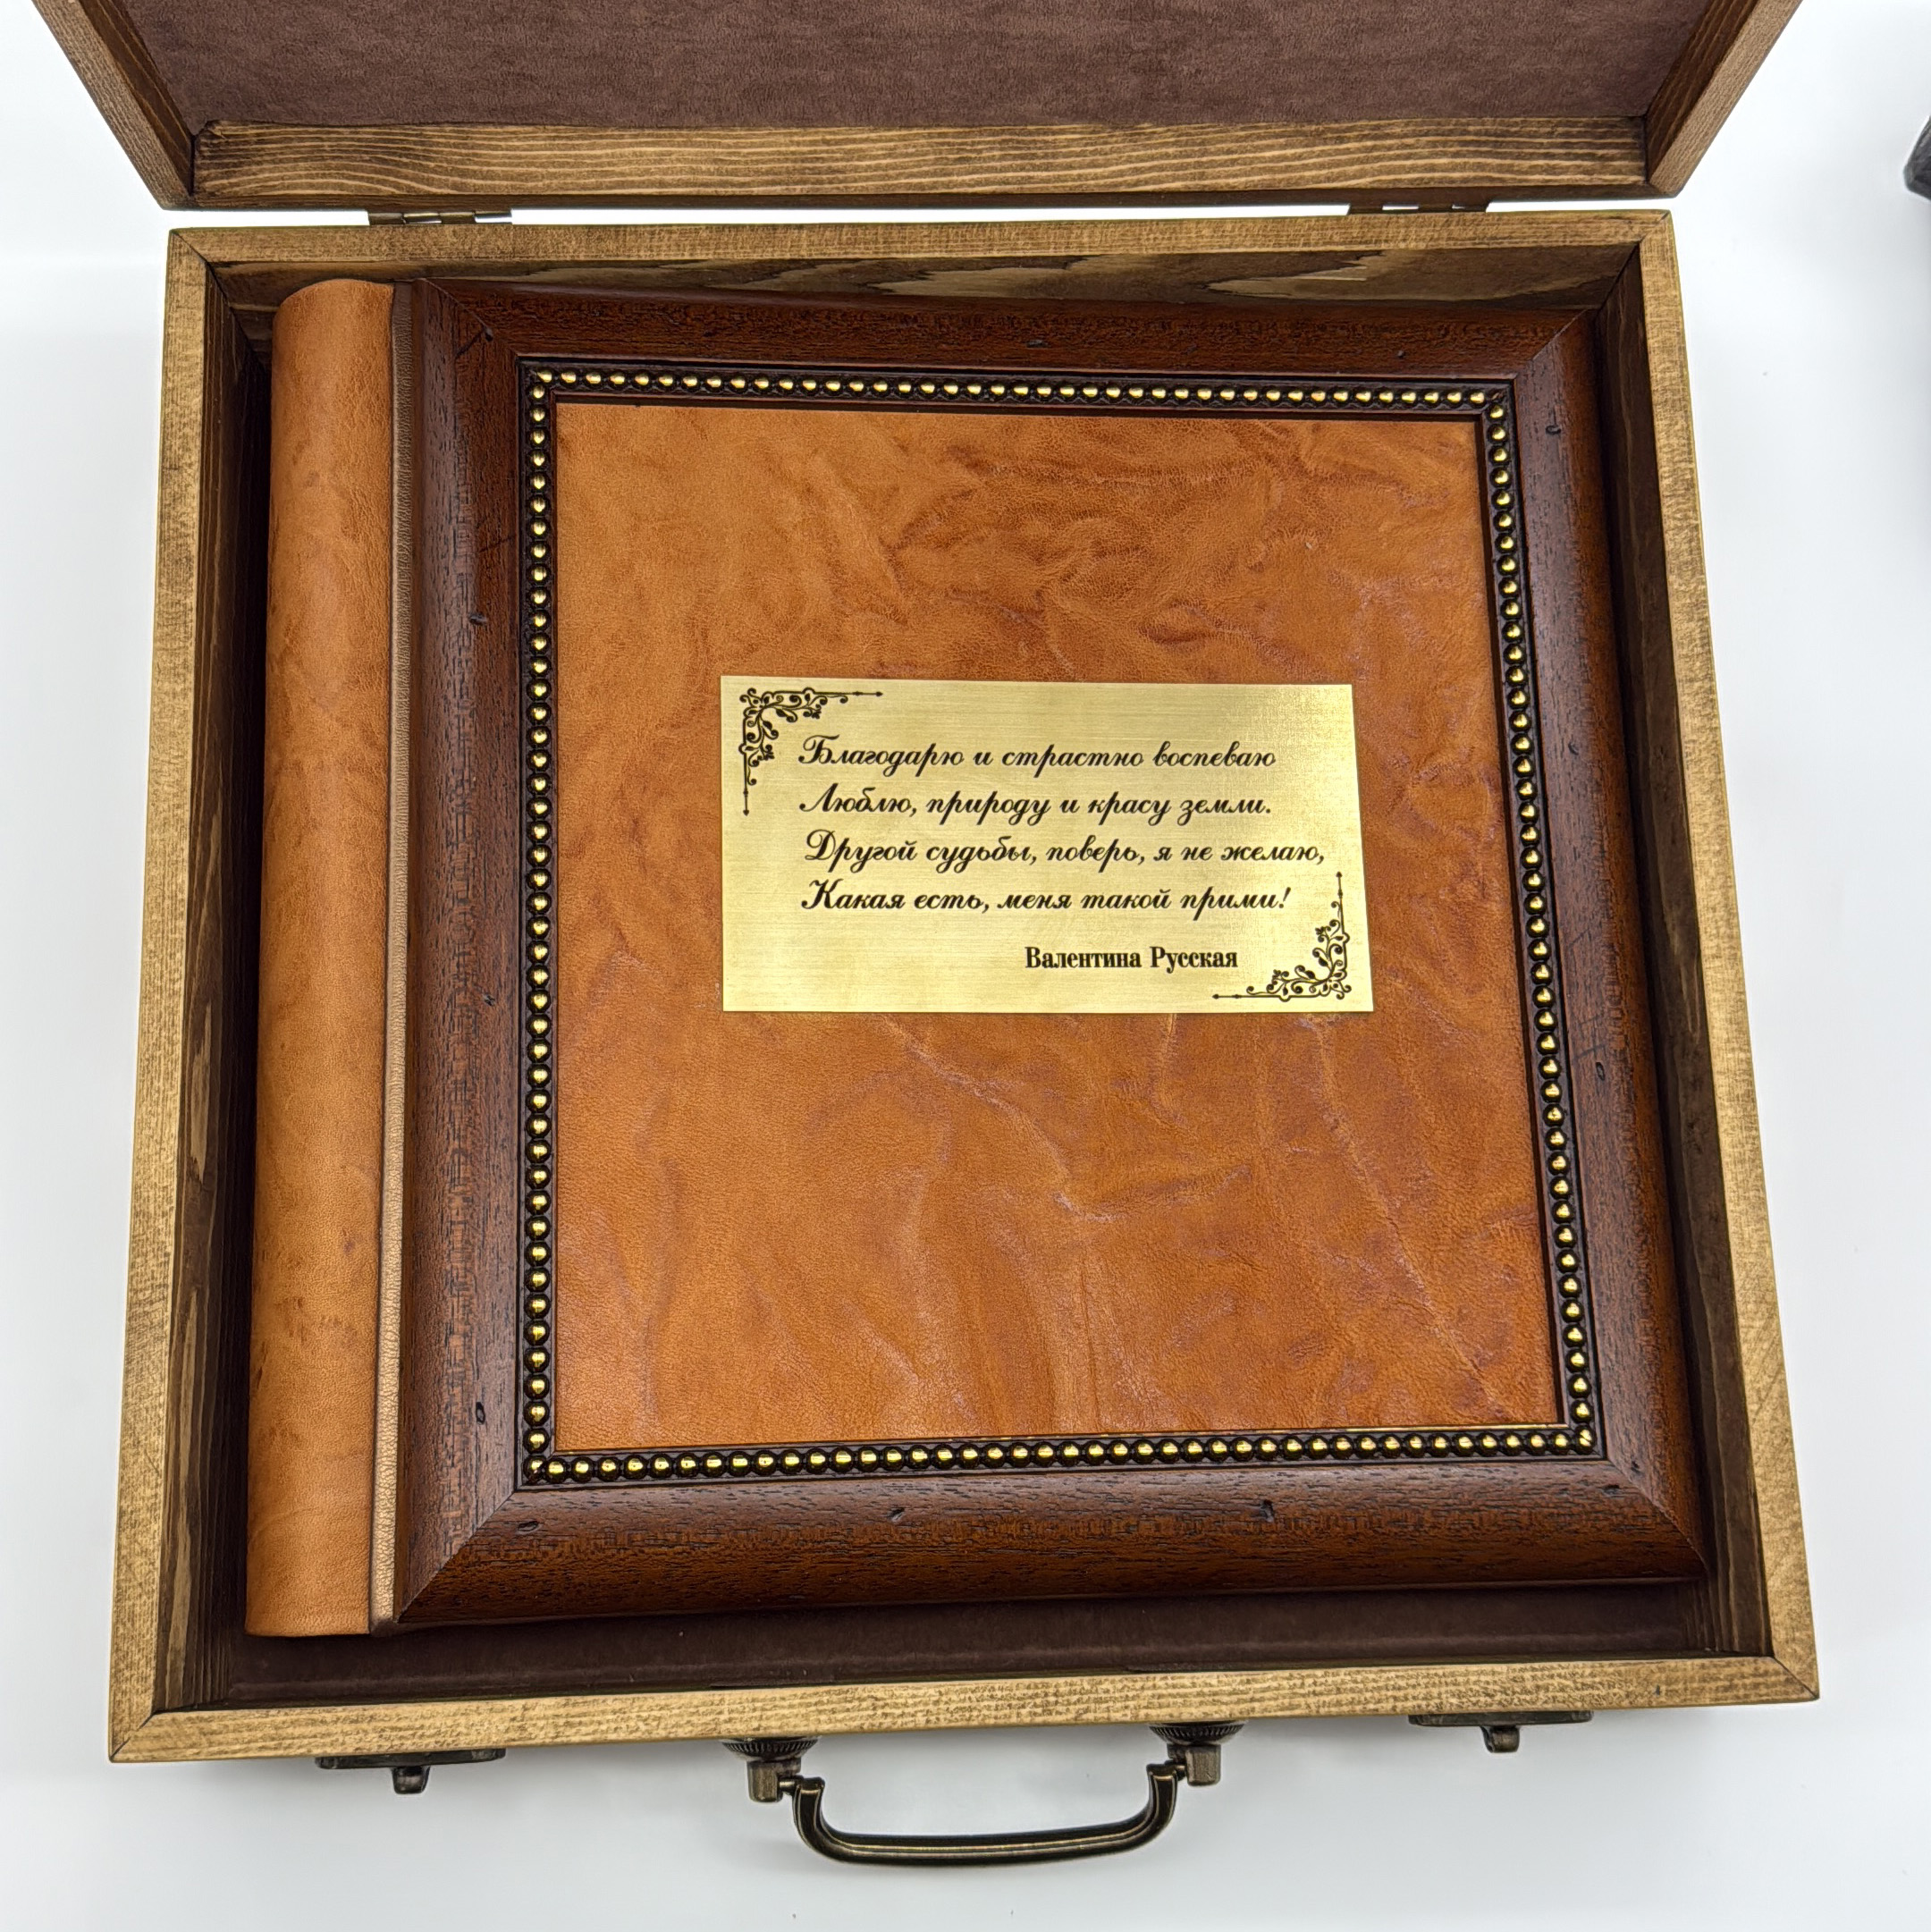 Благодарю и страстно воспеваю
Люблю, природу и красу земли.
Другой судьбы, поверь, я не желаю,
Какая есть, меня такой прими!
Валентина Русская